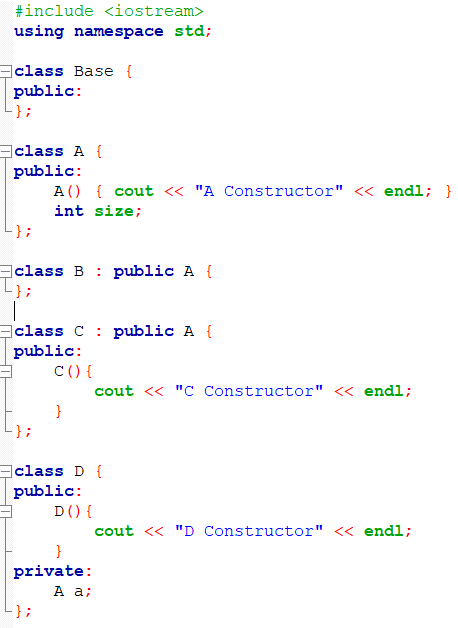 #include <iostream>
using namespace std;
class Base {
public:
};
class A {
public:
A() { cout << "A Constructor" << endl; }
int size;
};
class B : public A {
};
class C : public A {
public:
C(){
cout << "C Constructor" << endl;
}
};
class D {
public:
D(){
cout << "D Constructor" << endl;
}
private:
A a;
};